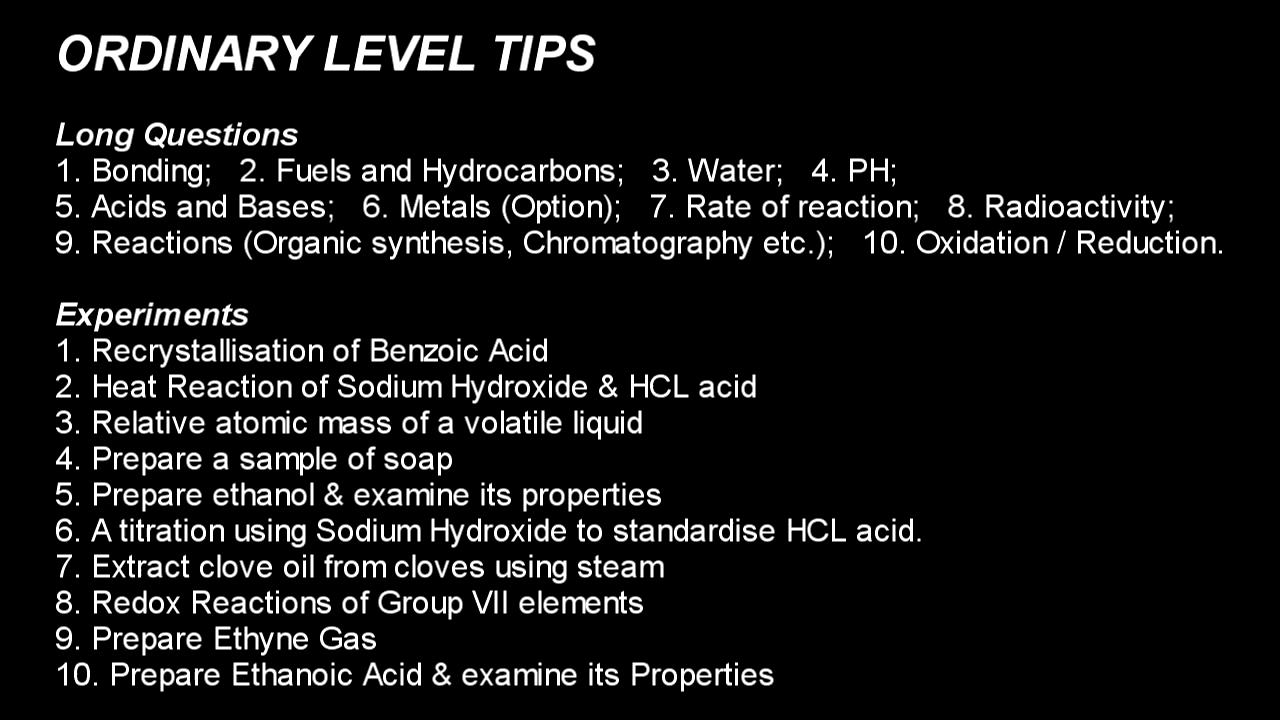 ORDINARY LEVEL TIPS
Long Questions
1. Bonding; 2. Fuels and Hydrocarbons; 3. Water; 4. PH;
5. Acids and Bases; 6. Metals (Option); 7. Rate of reaction; 8. Radioactivity;
9. Reactions (Organic synthesis, Chromatography etc.); 10. Oxidation / Reduction.
Experiments
1. Recrystallisation of Benzoic Acid
2. Heat Reaction of Sodium Hydroxide & HCL acid
3. Relative atomic mass of a volatile liquid
4. Prepare a sample of soap
5. Prepare ethanol & examine its properties
6. A titration using Sodium Hydroxide to standardise HCL acid.
7. Extract clove oil from cloves using steam
8. Redox Reactions of Group VII elements
9. Prepare Ethyne Gas
10. Prepare Ethanoic Acid & examine its Properties